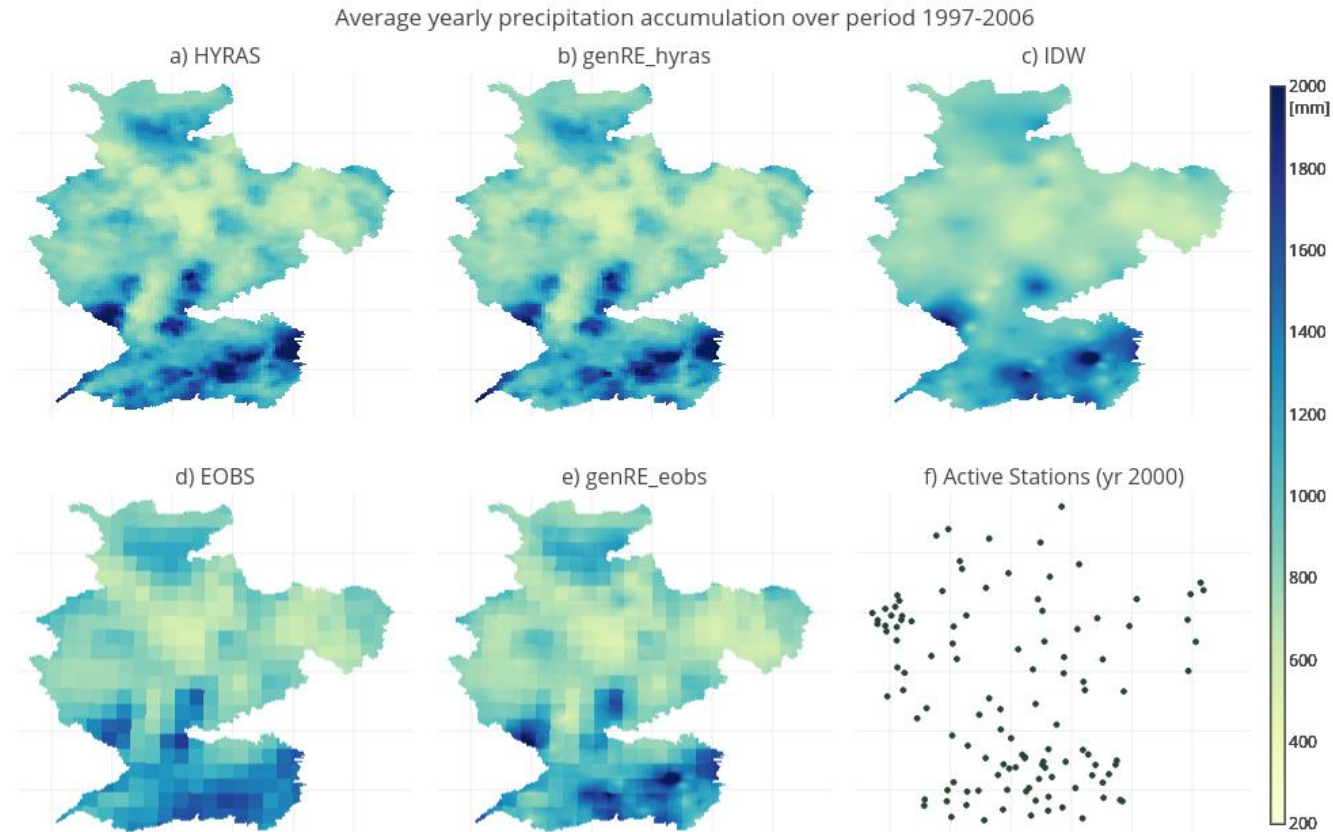 Average yearly precipitation accumulation over period 1997-2006
a) HYRAS
b) genRE_hyras
c) IDW
2000
[mm]
1800
1600
1400
1200
1000
800
600
400
200
d) EOBS
e) genRE_eobs
f) Active Stations (yr 2000)